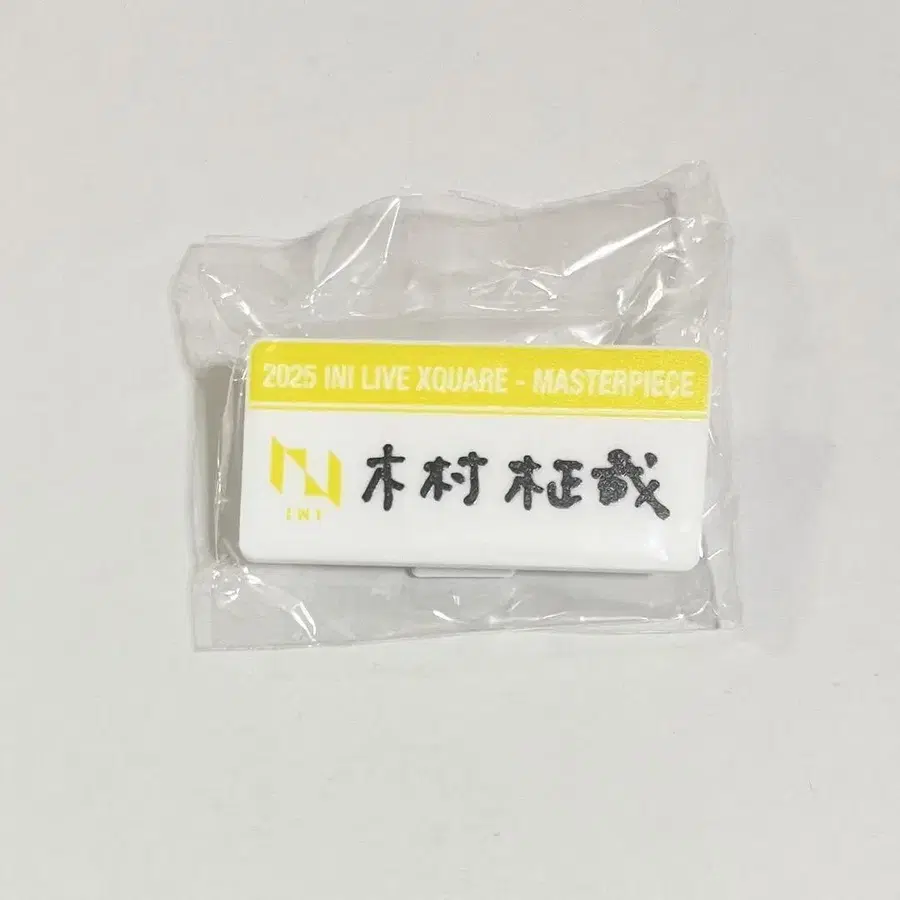 2025 INI LIVE XQUARE - MASTERPIECE
木村 柾哉
INI